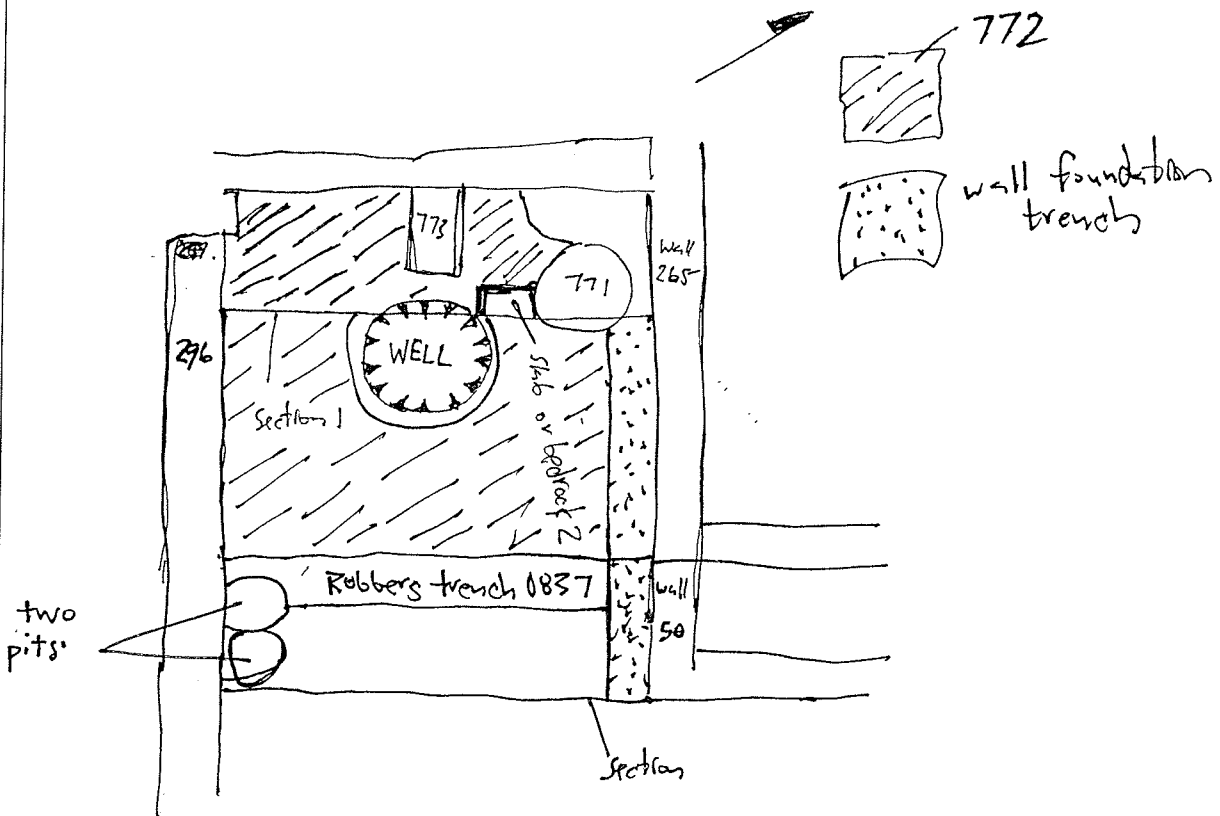 772
wall foundation
trench
773
771
wall
265
296
WELL
Section 1
slab or bedrock?
Robbers trench 0837
wall
50
two
pits
section